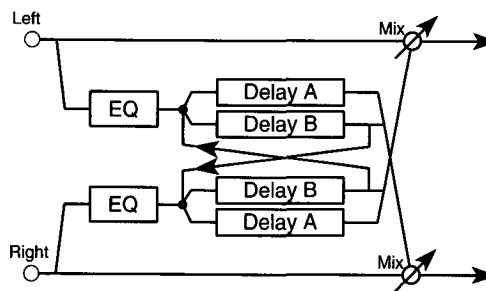 Left
Mix
Delay A
EQ
Delay B
Delay B
EQ
Delay A
Right
Mix